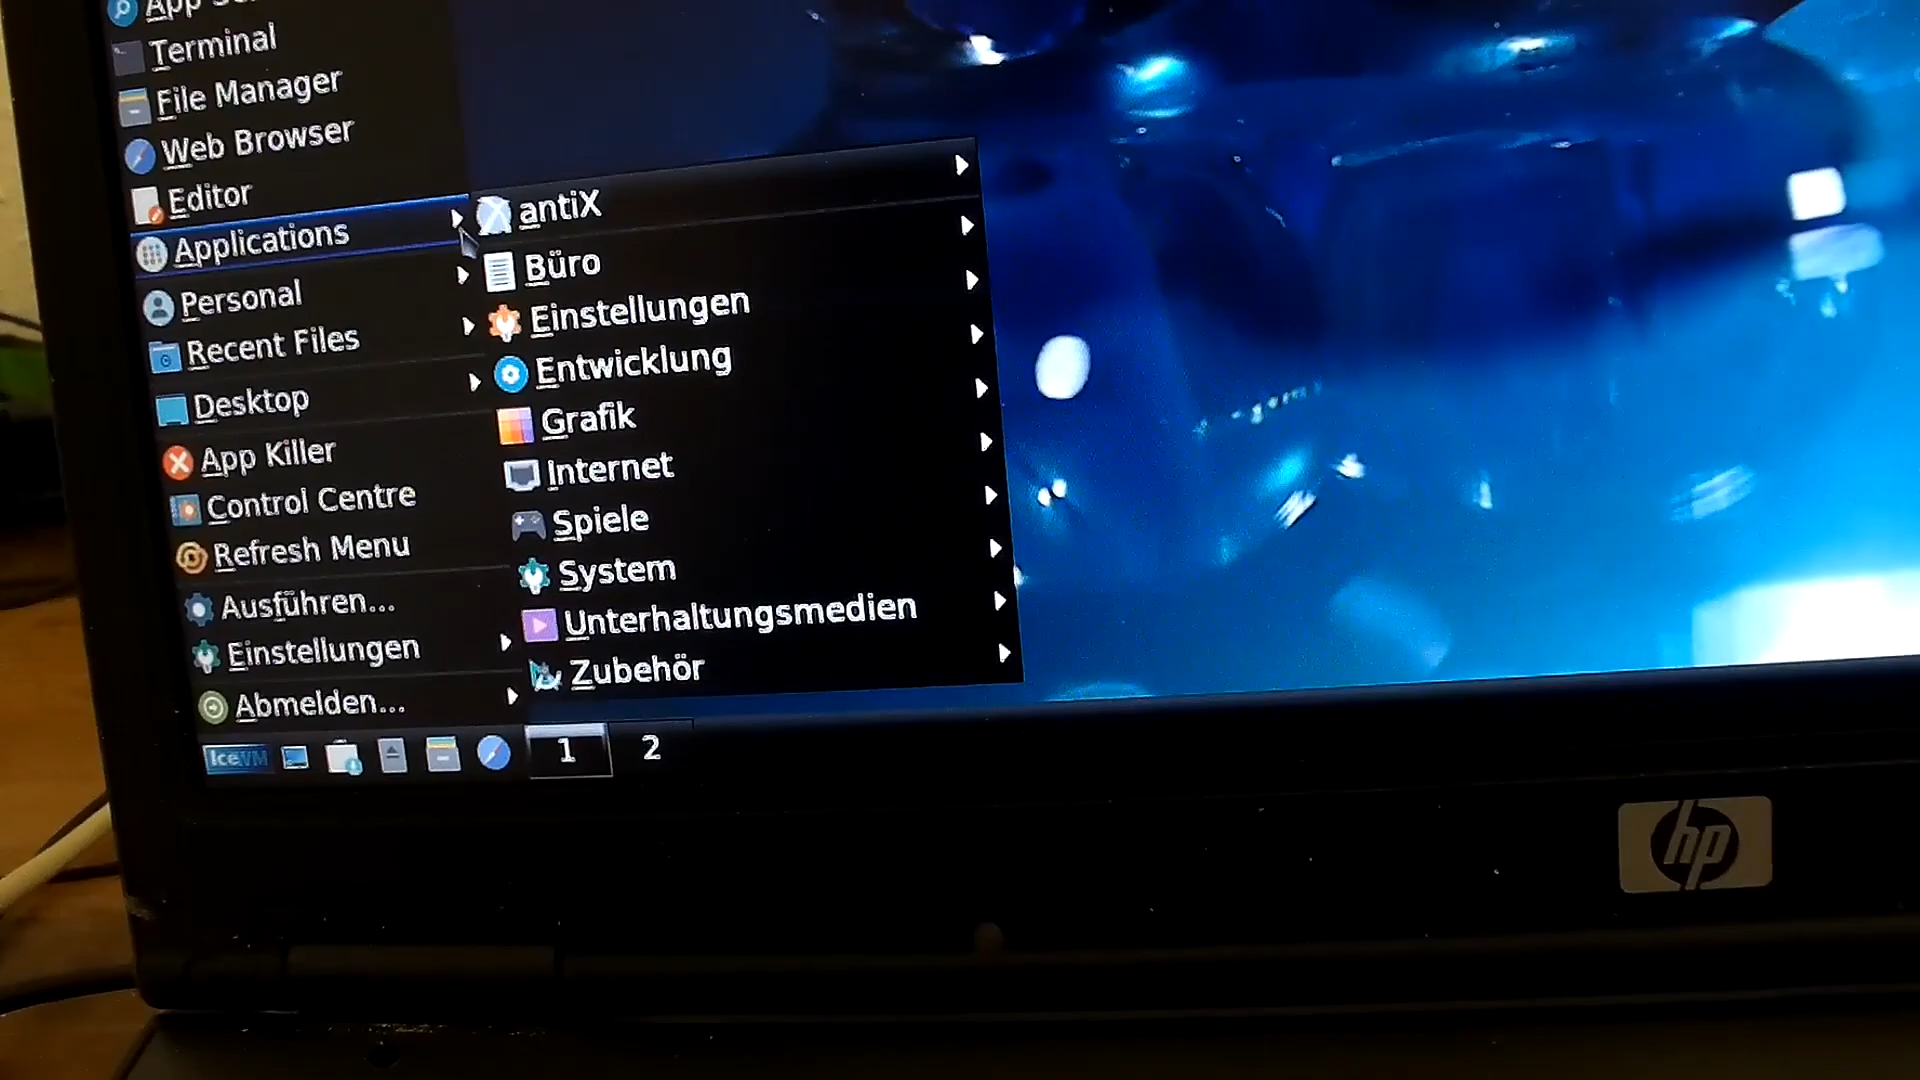 App
Terminal
File Manager
Web Browser
Editor
Applications
Personal
Recent Files
Desktop
App Killer
Control Centre
Refresh Menu
Ausführen...
Einstellungen
Abmelden...
antiX
Büro
Einstellungen
Entwicklung
Grafik
Internet
Spiele
System
Unterhaltungsmedien
Zubehör
IceWM
1
2
hp